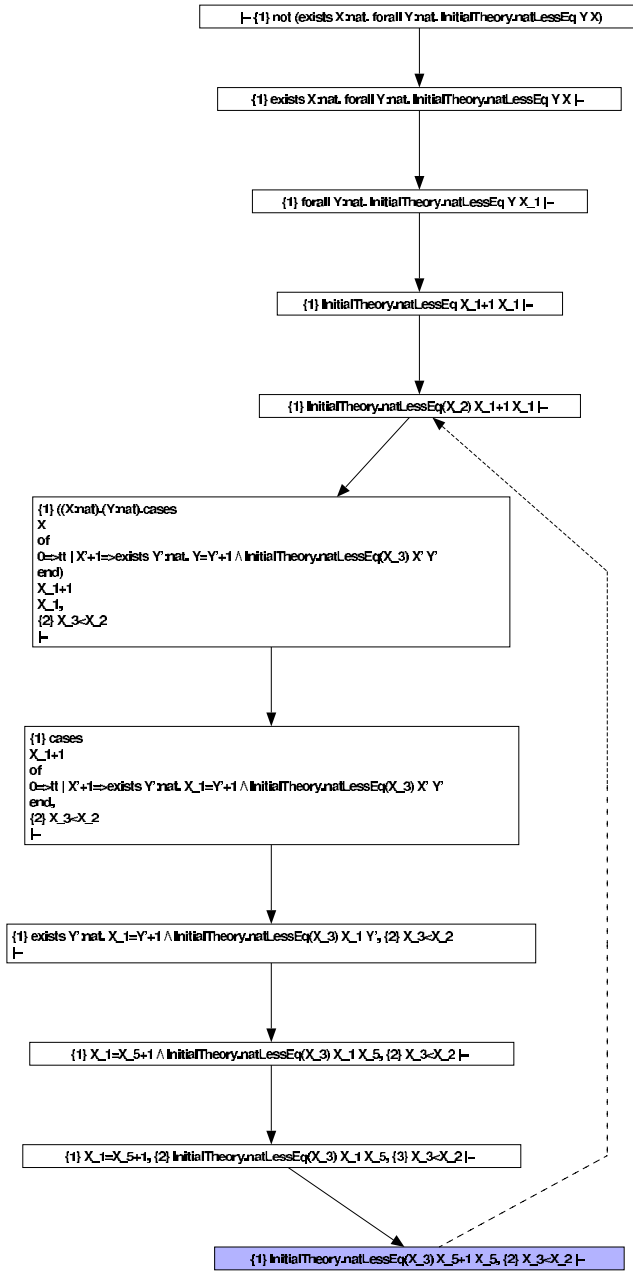 |– {1} not (exists X:nat. forall Y:nat. InitialTheory.natLessEq Y X)
{1} exists X:nat. forall Y:nat. InitialTheory.natLessEq Y X |–
{1} forall Y:nat. InitialTheory.natLessEq Y X_1 |–
{1} InitialTheory.natLessEq X_1+1 X_1 |–
{1} InitialTheory.natLessEq(X_2) X_1+1 X_1 |–
{1} ((X:nat).(Y:nat).cases
X
of
0=>tt | X'+1=>exists Y':nat. Y=Y'+1 /\ InitialTheory.natLessEq(X_3) X' Y'
end)
X_1+1
X_1,
{2} X_3<X_2
|–
{1} cases
X_1+1
of
0=>tt | X'+1=>exists Y':nat. X_1=Y'+1 /\ InitialTheory.natLessEq(X_3) X' Y'
end,
{2} X_3<X_2
|–
{1} exists Y':nat. X_1=Y'+1 /\ InitialTheory.natLessEq(X_3) X_1 Y', {2} X_3<X_2
|–
{1} X_1=X_5+1 /\ InitialTheory.natLessEq(X_3) X_1 X_5, {2} X_3<X_2 |–
{1} X_1=X_5+1, {2} InitialTheory.natLessEq(X_3) X_1 X_5, {3} X_3<X_2 |–
{1} InitialTheory.natLessEq(X_3) X_5+1 X_5, {2} X_3<X_2 |–